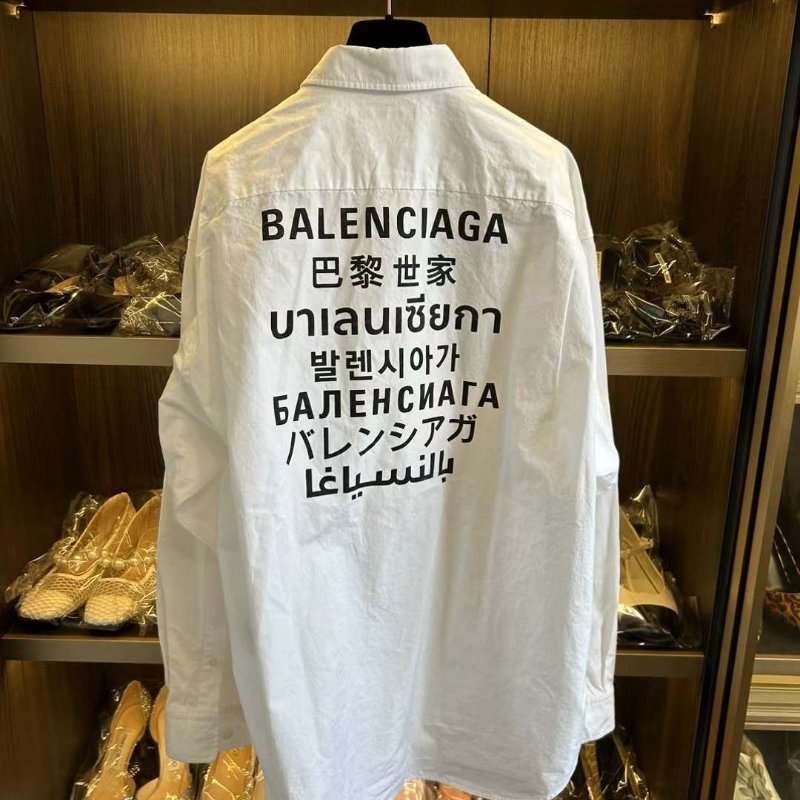 BALENCIAGA
巴黎世家
บาเลนเซียกา
발렌시아가
БАЛЕНСИАГА
バレンシアガ
بالنسياغا